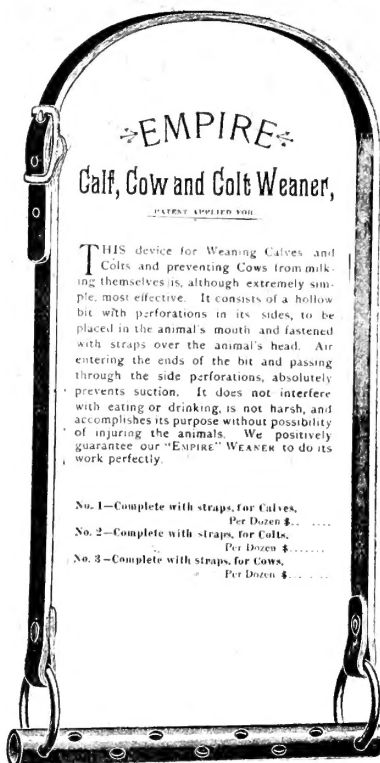 EMPIRE
Calf, Cow and Colt Weaner,
PATENT APPLIED FOR
THIS device for Weaning Calves and
Colts and preventing Cows from milk-
ing themselves is, although extremely sim-
ple, most effective. It consists of a hollow
bit with perforations in its sides, to be
placed in the animal's mouth and fastened
with straps over the animal's head. Air
entering the ends of the bit and passing
through the side perforations, absolutely
prevents suction. It does not interfere
with eating or drinking, is not harsh, and
accomplishes its purpose without possibility
of injuring the animals. We positively
guarantee our "EMPIRE" WEANER to do its
work perfectly.
No. 1—Complete with straps, for Calves,
Per Dozen $.. ....
No. 2—Complete with straps, for Colts,
Per Dozen $.......
No. 3—Complete with straps, for Cows,
Per Dozen $.. . ...